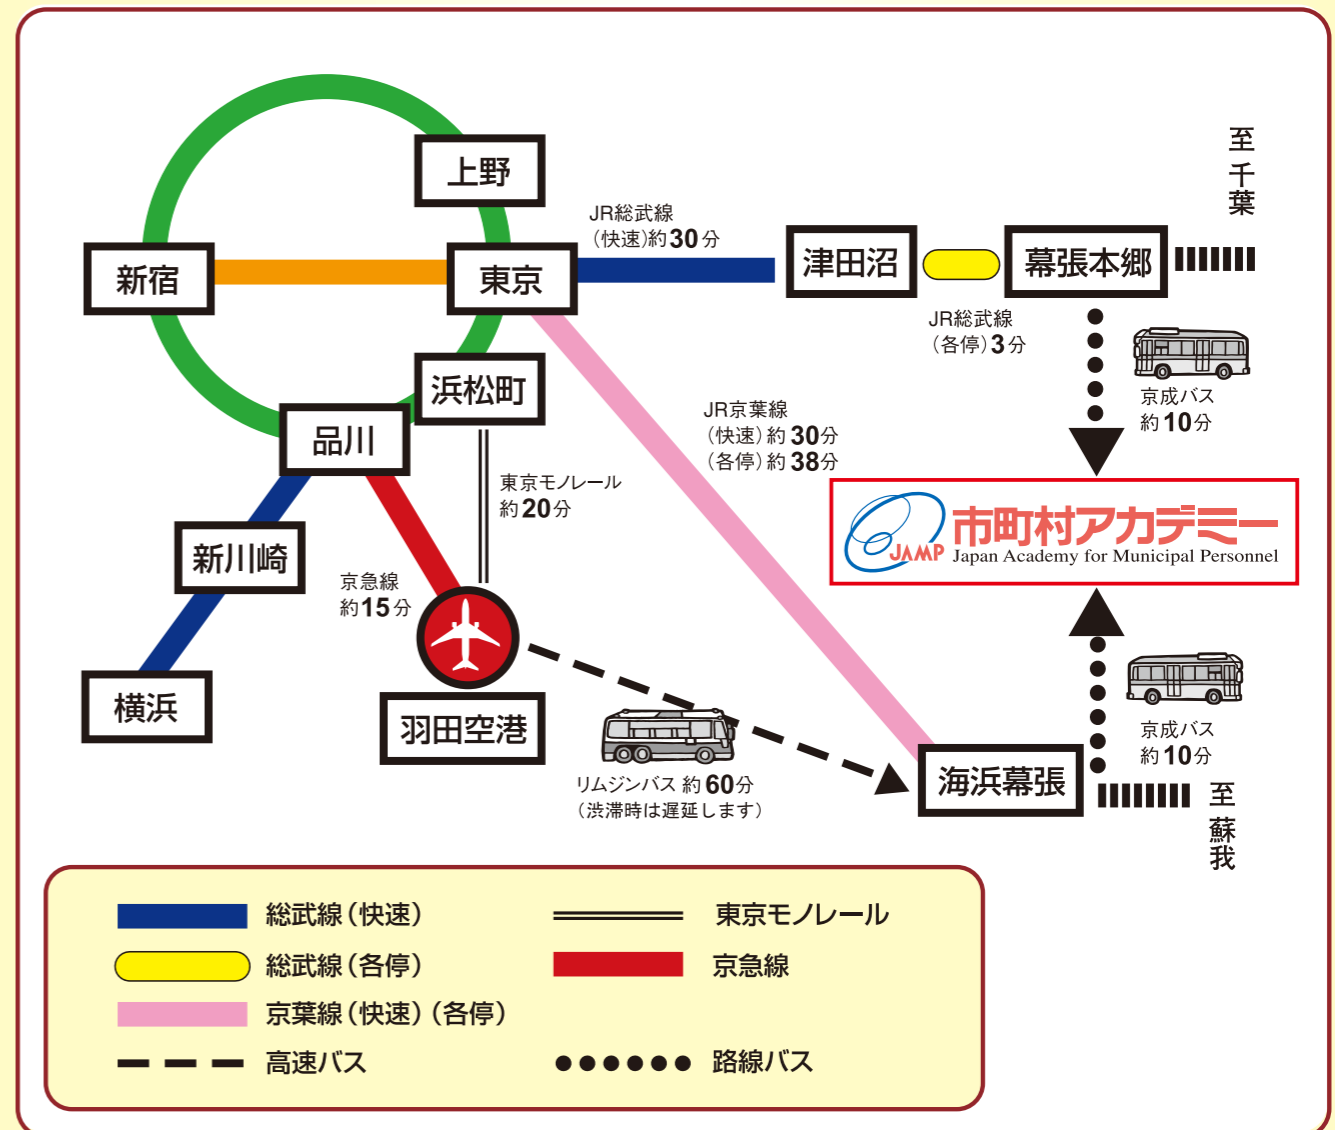 上野
至千葉
JR総武線
（快速）約30分
新宿
東京
津田沼
幕張本郷
JR総武線
（各停）3分
浜松町
京成バス
約10分
JR京葉線
（快速）約30分
（各停）約38分
品川
東京モノレール
約20分
JAMP
市町村アカデミー
Japan Academy for Municipal Personnel
新川崎
京急線
約15分
横浜
羽田空港
リムジンバス 約60分
（渋滞時は遅延します）
海浜幕張
京成バス
約10分
至蘇我
総武線（快速）
東京モノレール
総武線（各停）
京急線
京葉線（快速）（各停）
高速バス
路線バス